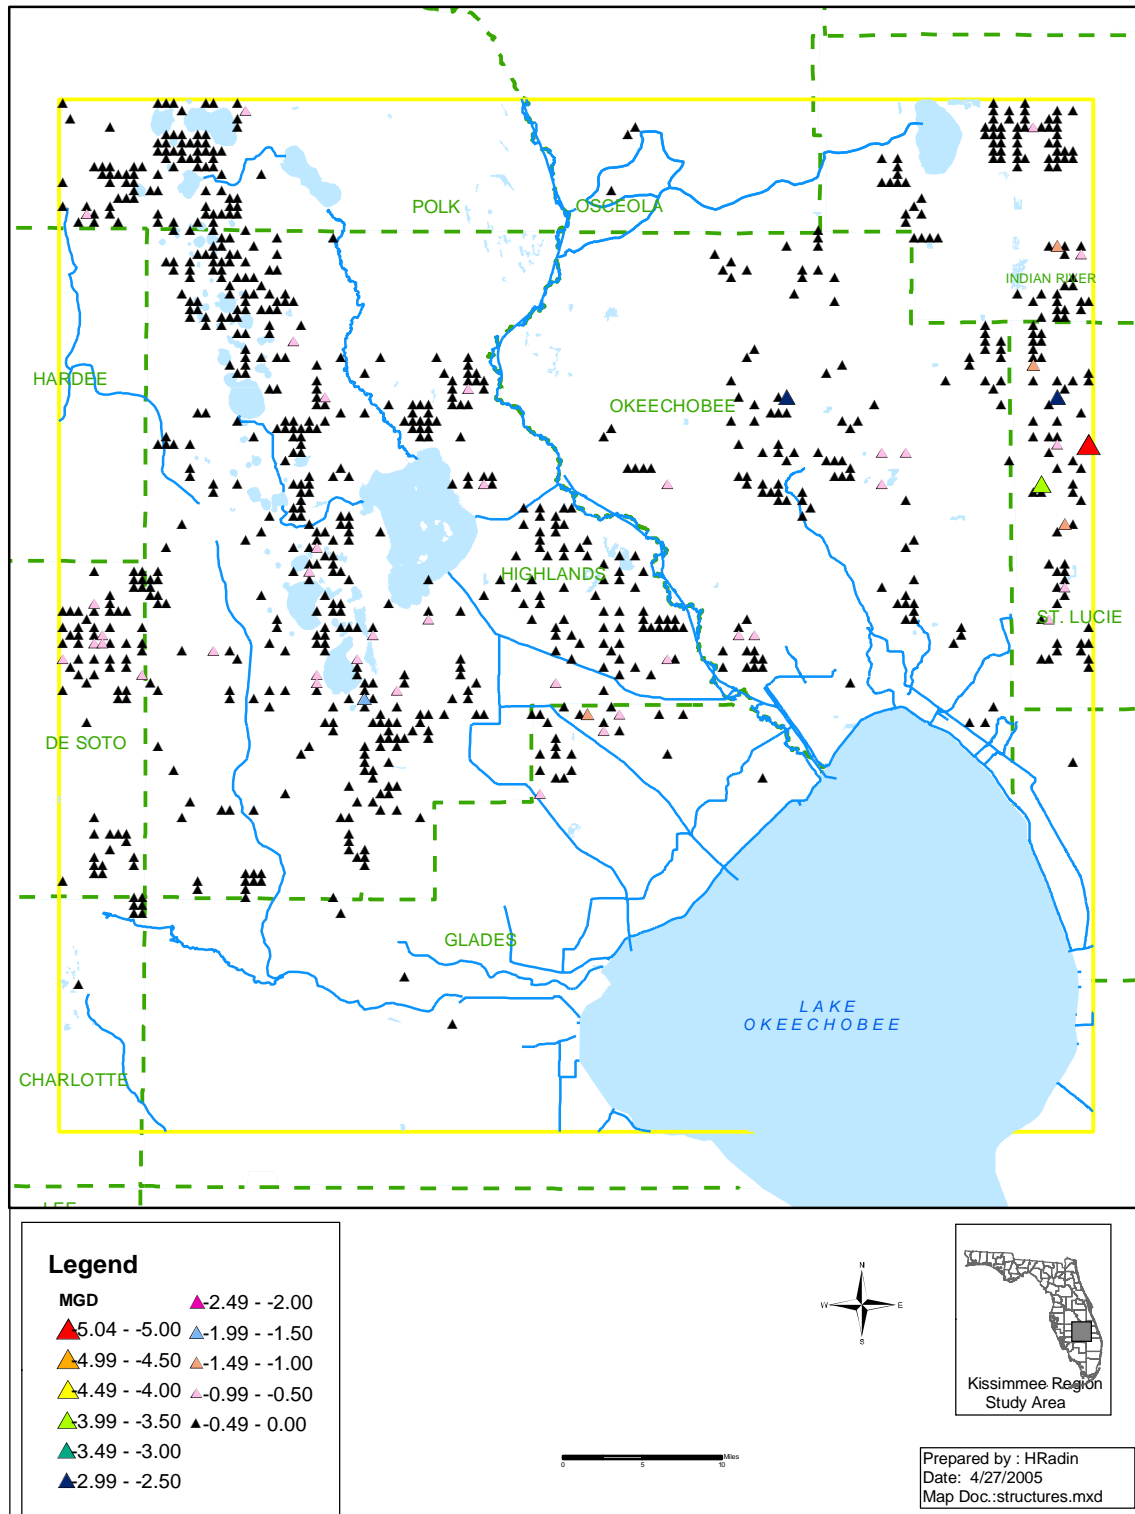 POLK
OSCEOLA
INDIAN RIVER
HARDEE
OKEECHOBEE
HIGHLANDS
ST. LUCIE
DE SOTO
GLADES
LAKE
OKEECHOBEE
CHARLOTTE
Legend
MGD
-5.04 - -5.00
-4.99 - -4.50
-4.49 - -4.00
-3.99 - -3.50
-3.49 - -3.00
-2.99 - -2.50
-2.49 - -2.00
-1.99 - -1.50
-1.49 - -1.00
-0.99 - -0.50
-0.49 - 0.00
N
W E
S
0 5 10 Miles
Kissimmee Region
Study Area
Prepared by : HRadin
Date: 4/27/2005
Map Doc.:structures.mxd